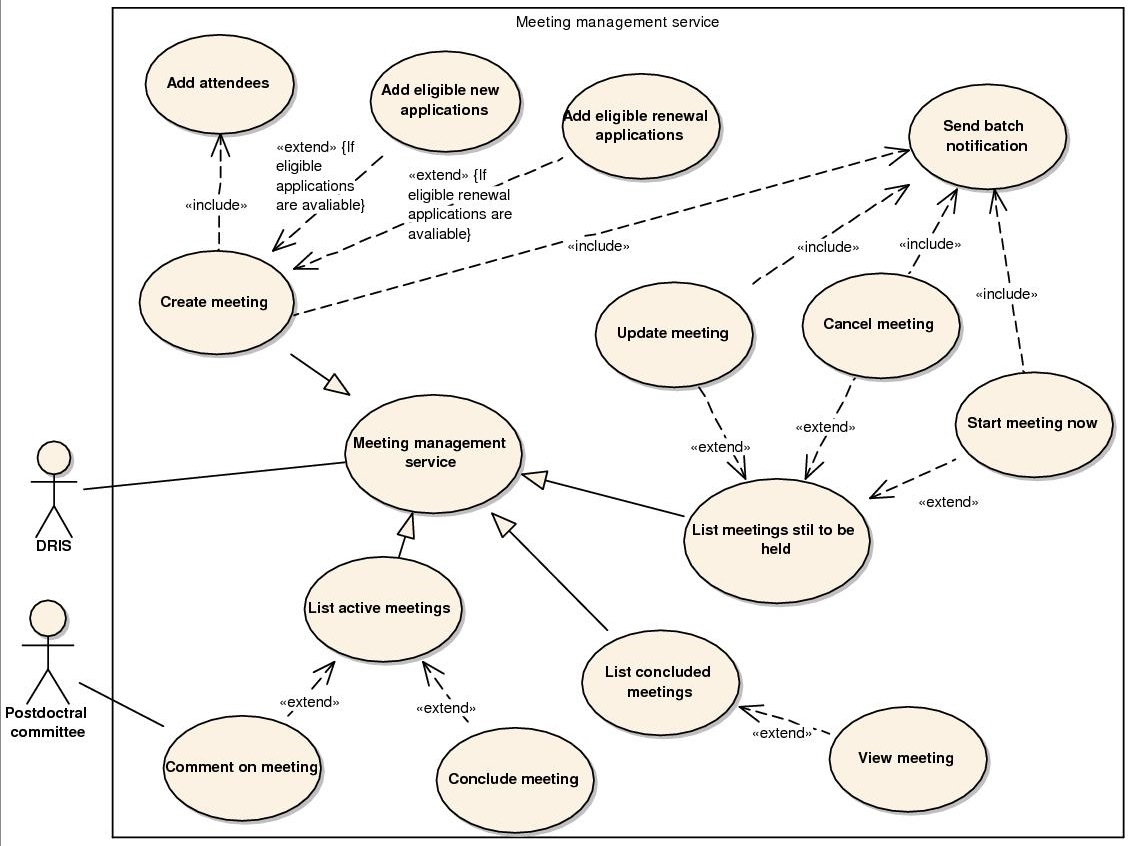 Meeting management service
Add attendees
Add eligible new
applications
Add eligible renewal
applications
Send batch
notification
«extend» {If
eligible
applications
are avaliable}
«extend» {If
eligible renewal
applications are
avaliable}
«include»
«include»
«include»
«include»
«include»
Create meeting
Update meeting
Cancel meeting
Start meeting now
Meeting management
service
«extend»
«extend»
«extend»
DRIS
List meetings stil to be
held
List active meetings
List concluded
meetings
Postdoctral
committee
«extend»
«extend»
«extend»
Comment on meeting
Conclude meeting
View meeting